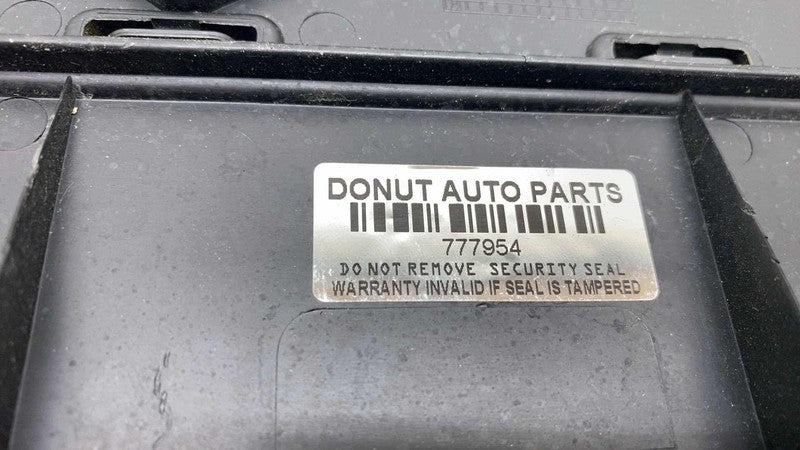 DONUT AUTO PARTS
777954
DO NOT REMOVE SECURITY SEAL
WARRANTY INVALID IF SEAL IS TAMPERED